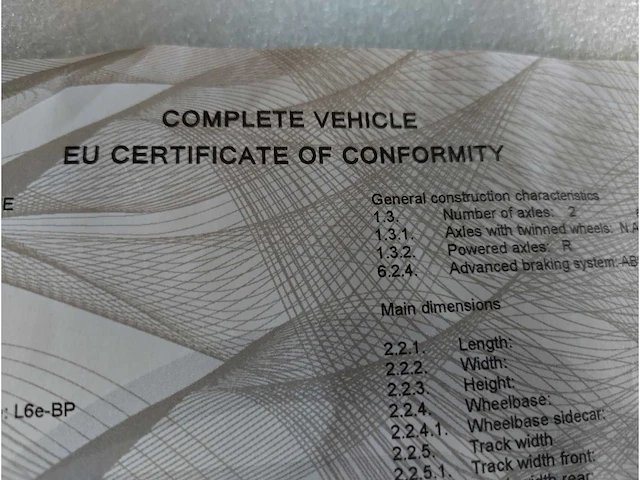 COMPLETE VEHICLE
EU CERTIFICATE OF CONFORMITY
E
: L6e-BP
General construction characteristics
1.3. Number of axles: 2
1.3.1. Axles with twinned wheels: N.A
1.3.2. Powered axles: R
6.2.4. Advanced braking system: AB
Main dimensions
2.2.1. Length:
2.2.2. Width:
2.2.3. Height:
2.2.4. Wheelbase:
2.2.4.1. Wheelbase sidecar:
2.2.5. Track width
2.2.5.1. Track width front:
width rear: